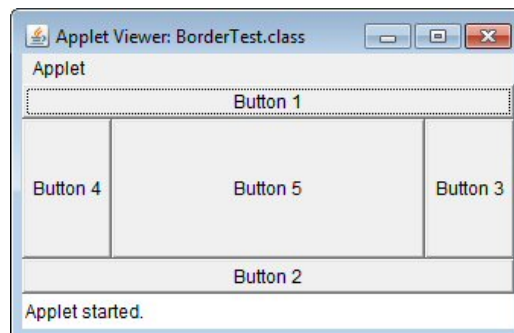 Applet Viewer: BorderTest.class
Applet
Button 1
Button 4 Button 5 Button 3
Button 2
Applet started.